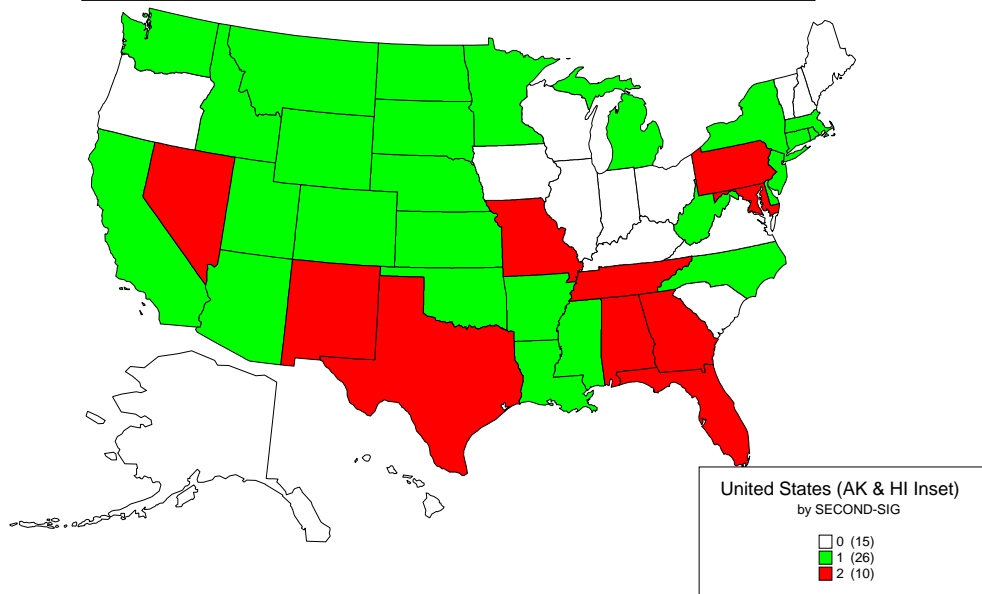 United States (AK & HI Inset)
by SECOND-SIG
0 (15)
1 (26)
2 (10)